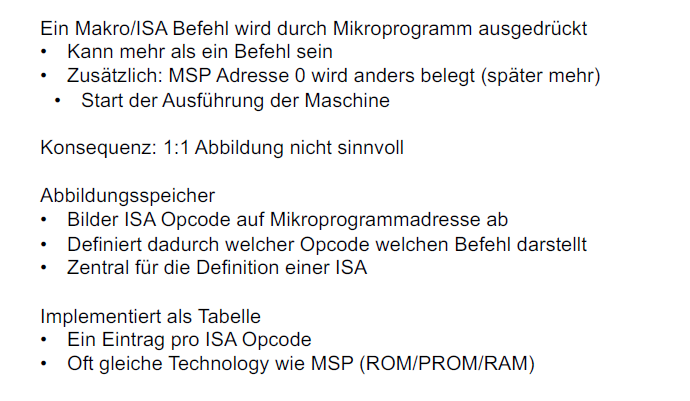 Ein Makro/ISA Befehl wird durch Mikroprogramm ausgedrückt
• Kann mehr als ein Befehl sein
• Zusätzlich: MSP Adresse 0 wird anders belegt (später mehr)
• Start der Ausführung der Maschine
Konsequenz: 1:1 Abbildung nicht sinnvoll
Abbildungsspeicher
• Bilder ISA Opcode auf Mikroprogrammadresse ab
• Definiert dadurch welcher Opcode welchen Befehl darstellt
• Zentral für die Definition einer ISA
Implementiert als Tabelle
• Ein Eintrag pro ISA Opcode
• Oft gleiche Technology wie MSP (ROM/PROM/RAM)